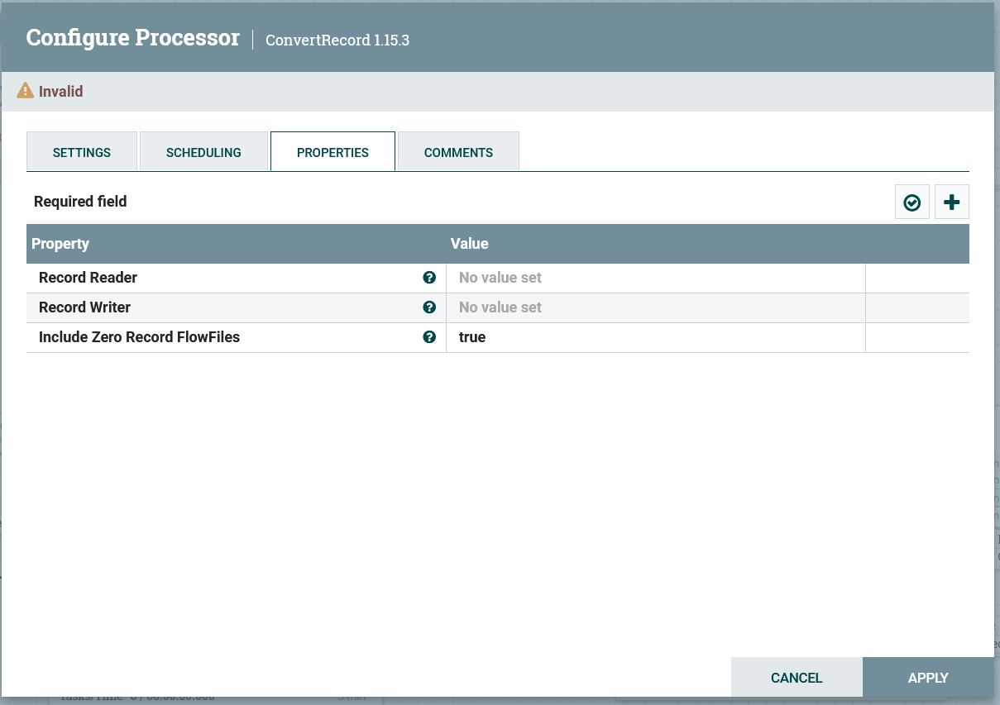 Configure Processor | ConvertRecord 1.15.3
Invalid
SETTINGS SCHEDULING PROPERTIES COMMENTS
Required field
Property Value
Record Reader No value set
Record Writer No value set
Include Zero Record FlowFiles true
CANCEL APPLY